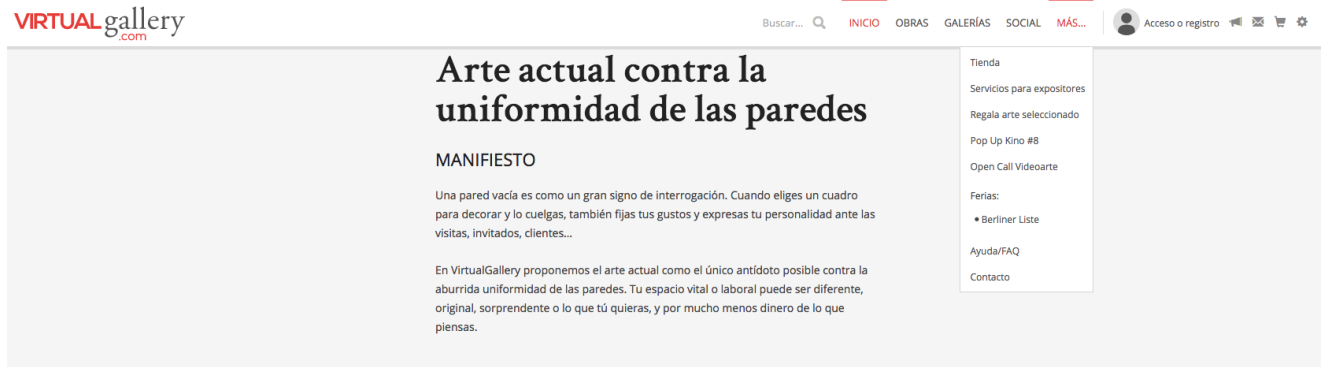 VIRTUAL gallery
.com
Buscar... INICIO OBRAS GALERÍAS SOCIAL MÁS... Acceso o registro
Arte actual contra la
uniformidad de las paredes
MANIFIESTO
Una pared vacía es como un gran signo de interrogación. Cuando eliges un cuadro
para decorar y lo cuelgas, también fijas tus gustos y expresas tu personalidad ante las
visitas, invitados, clientes...
En VirtualGallery proponemos el arte actual como el único antídoto posible contra la
aburrida uniformidad de las paredes. Tu espacio vital o laboral puede ser diferente,
original, sorprendente o lo que tú quieras, y por mucho menos dinero de lo que
piensas.
Tienda
Servicios para expositores
Regala arte seleccionado
Pop Up Kino #8
Open Call Videoarte
Ferias:
• Berliner Liste
Ayuda/FAQ
Contacto